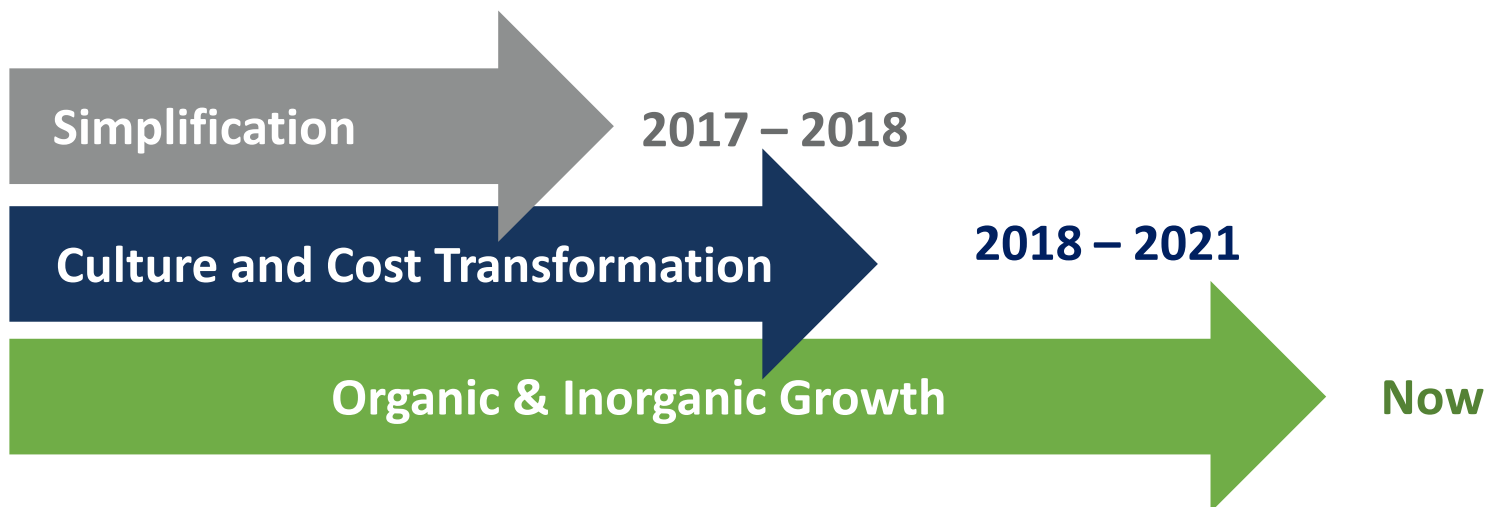 Simplification
2017 – 2018
Culture and Cost Transformation
2018 – 2021
Organic & Inorganic Growth
Now